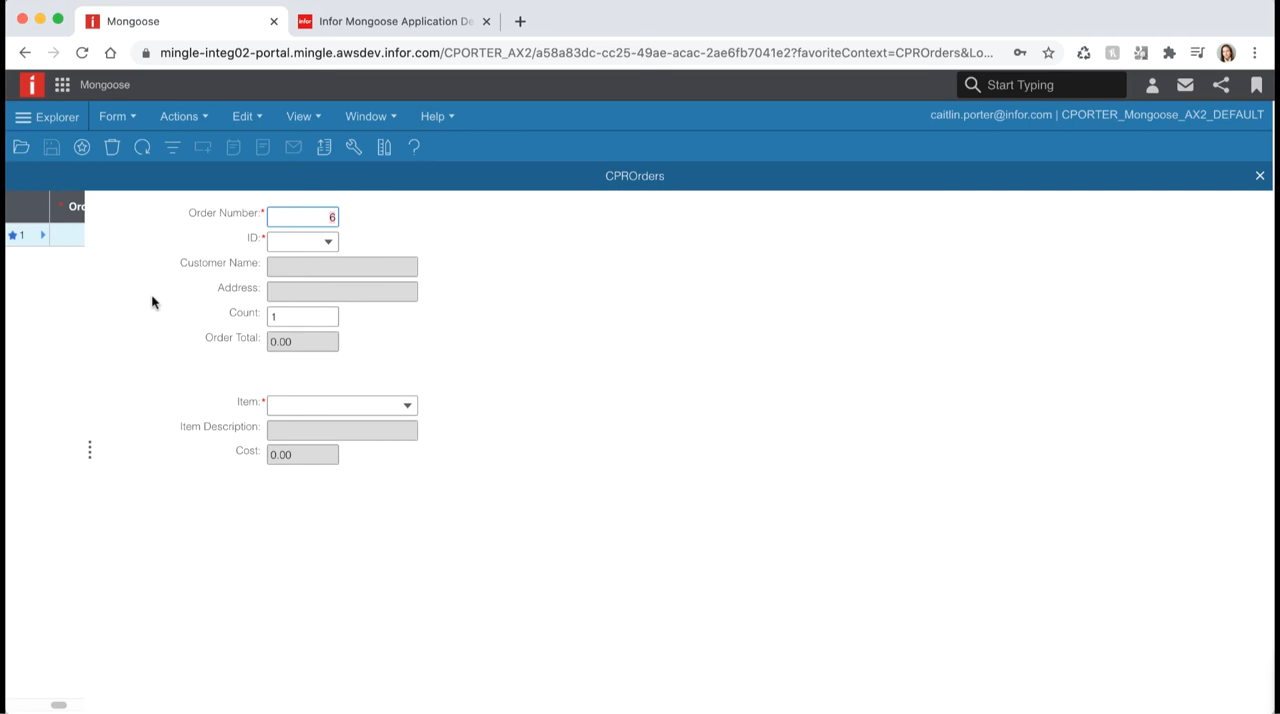 Mongoose
infor Infor Mongoose Application De
mingle-integ02-portal.mingle.awsdev.infor.com/CPORTER_AX2/a58a83dc-cc25-49ae-acac-2ae6fb7041e2?favoriteContext=CPROrders&Lo...
Mongoose
Start Typing
Explorer Form Actions Edit View Window Help
caitlin.porter@infor.com | CPORTER_Mongoose_AX2_DEFAULT
CPROrders
* Ord
1
Order Number:* 6
ID:*
Customer Name:
Address:
Count: 1
Order Total: 0.00
Item:*
Item Description:
Cost: 0.00